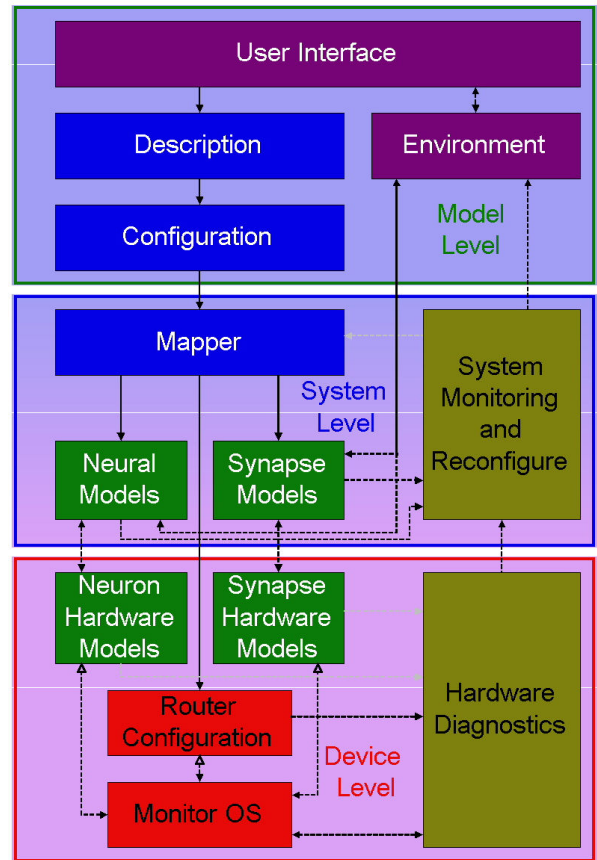 User Interface
Description
Environment
Configuration
Model
Level
Mapper
System
Level
System
Monitoring
and
Reconfigure
Neural
Models
Synapse
Models
Neuron
Hardware
Models
Synapse
Hardware
Models
Hardware
Diagnostics
Router
Configuration
Device
Level
Monitor OS